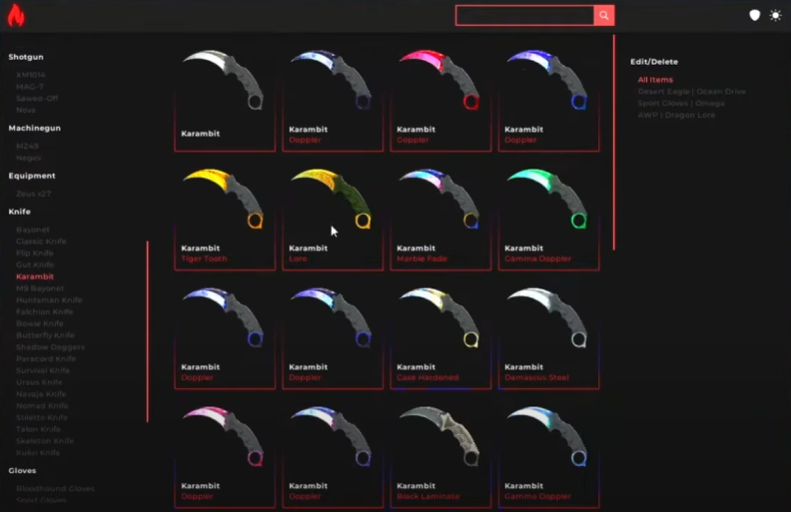 Shotgun
XM1014
MAG-7
Sawed-Off
Nova
Machinegun
M249
Negev
Equipment
Zeus x27
Knife
Bayonet
Classic Knife
Flip Knife
Gut Knife
Karambit
M9 Bayonet
Huntsman Knife
Falchion Knife
Bowie Knife
Butterfly Knife
Shadow Daggers
Paracord Knife
Survival Knife
Ursus Knife
Navaja Knife
Nomad Knife
Stiletto Knife
Talon Knife
Skeleton Knife
Kukri Knife
Gloves
Bloodhound Gloves
Sport Gloves
Karambit
Karambit
Doppler
Karambit
Doppler
Karambit
Doppler
Karambit
Tiger Tooth
Karambit
Lore
Karambit
Marble Fade
Karambit
Gamma Doppler
Karambit
Doppler
Karambit
Doppler
Karambit
Case Hardened
Karambit
Damascus Steel
Karambit
Doppler
Karambit
Doppler
Karambit
Black Laminate
Karambit
Gamma Doppler
Edit/Delete
All Items
Desert Eagle | Ocean Drive
Sport Gloves | Omega
AWP | Dragon Lore